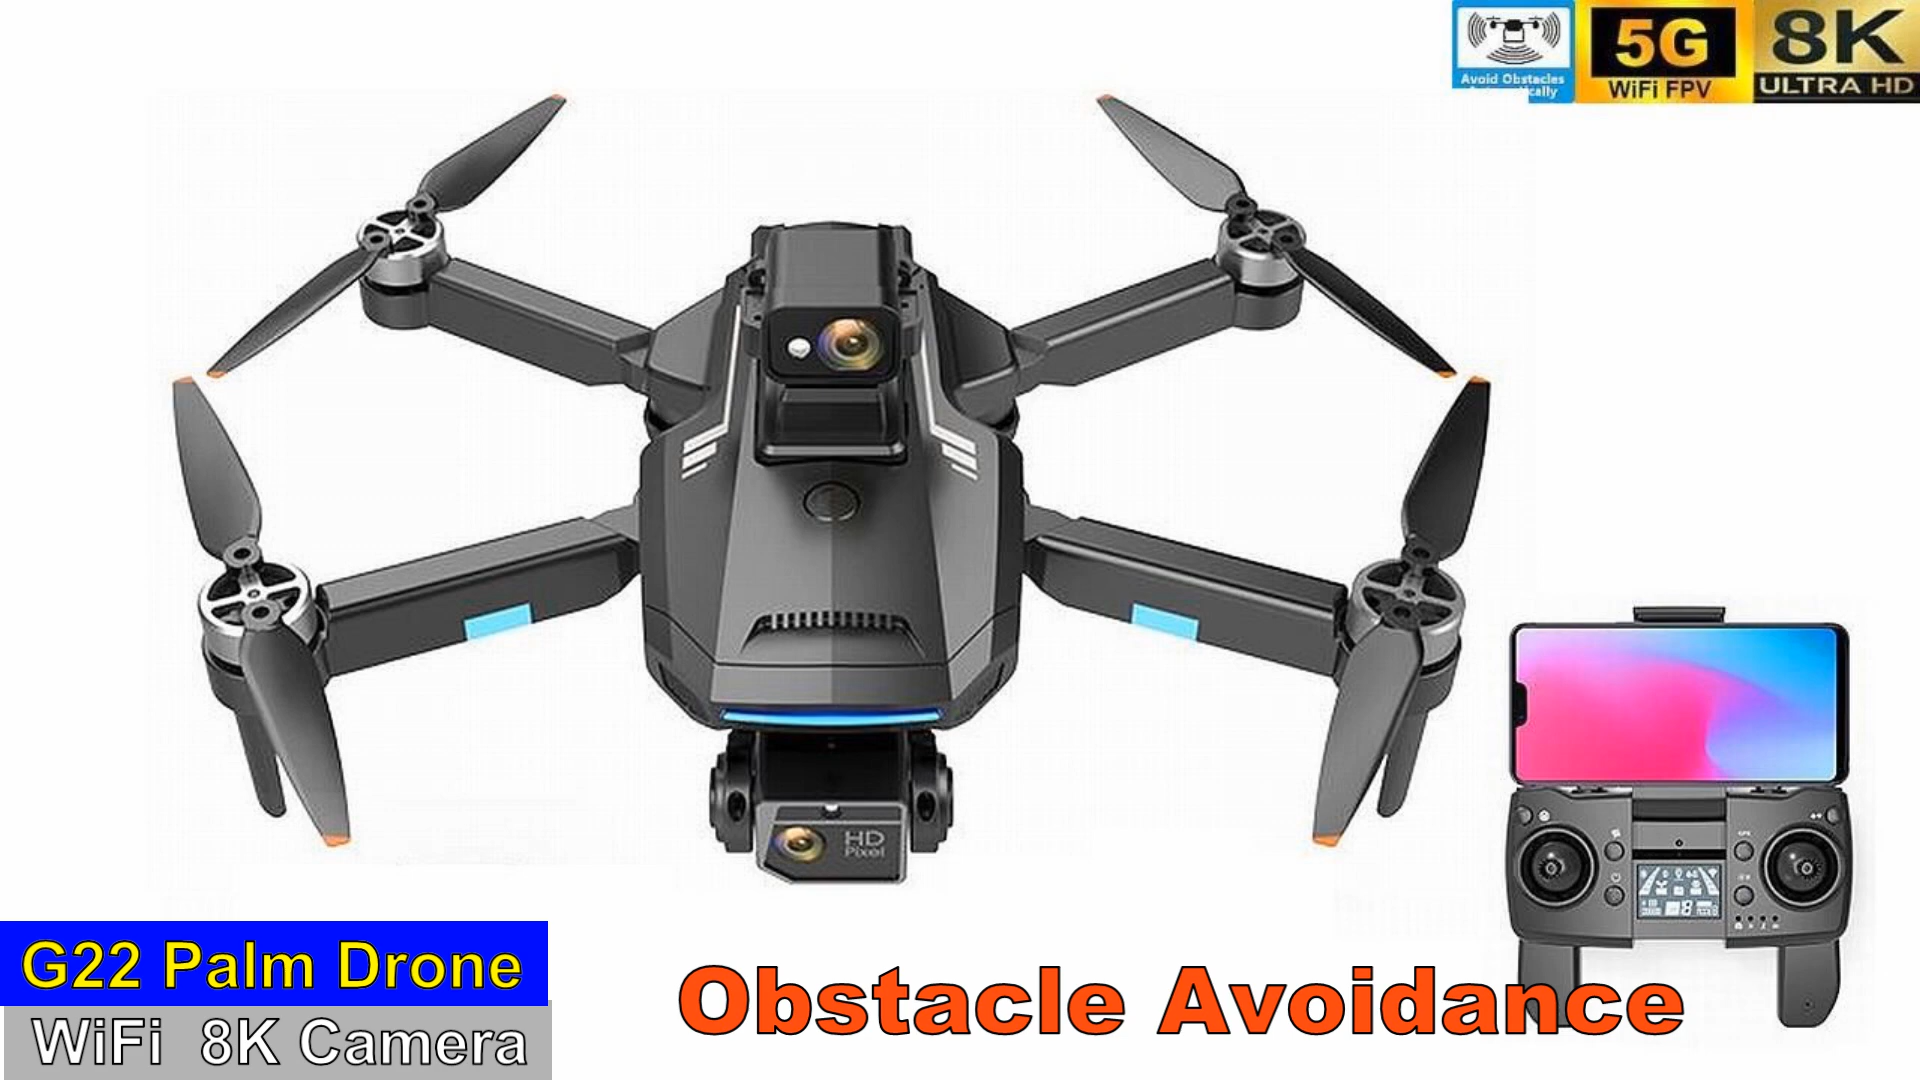 Avoid Obstacles
5G
WiFi FPV
8K
ULTRA HD
HD
Pixel
G22 Palm Drone
WiFi 8K Camera
Obstacle Avoidance